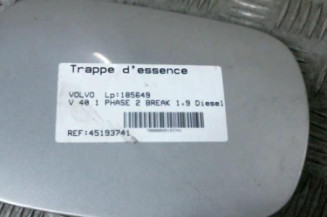 Trappe d'essence
VOLVO Lp:185649
V 40 1 PHASE 2 BREAK 1.9 Diesel
REF:45193741